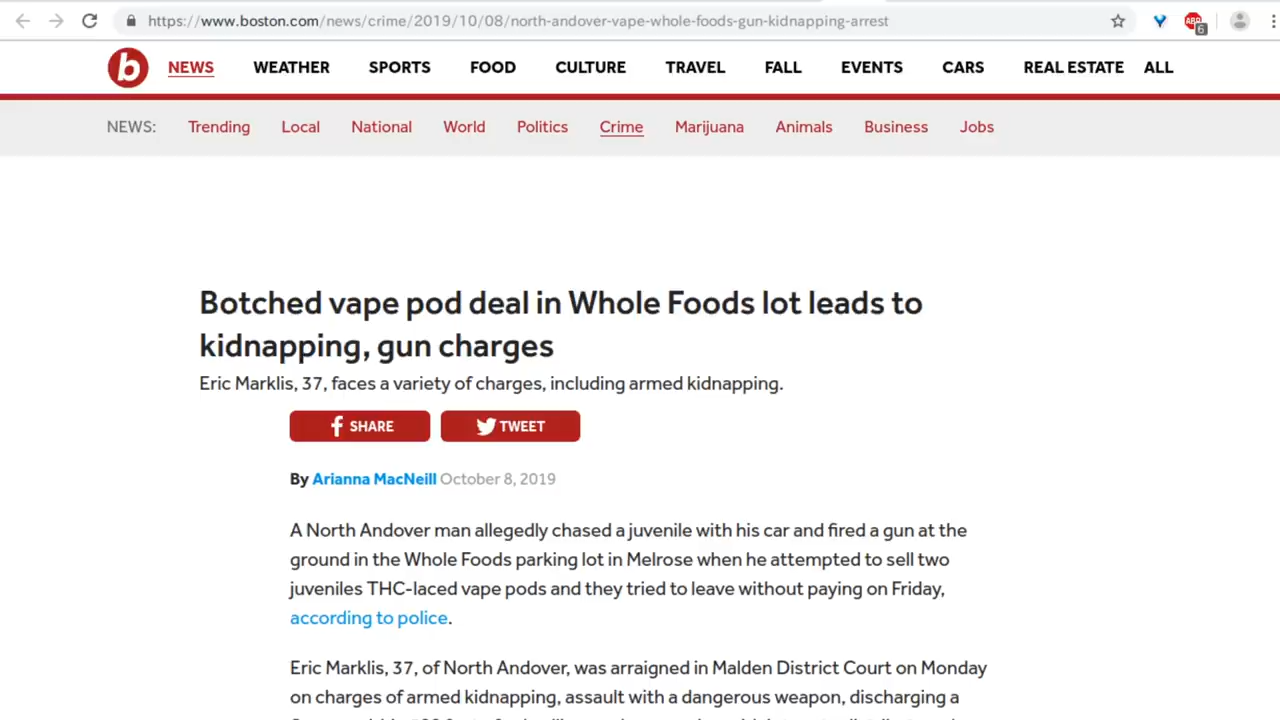 https://www.boston.com/news/crime/2019/10/08/north-andover-vape-whole-foods-gun-kidnapping-arrest
ABP
6
b
NEWS WEATHER SPORTS FOOD CULTURE TRAVEL FALL EVENTS CARS REAL ESTATE ALL
NEWS: Trending Local National World Politics Crime Marijuana Animals Business Jobs
Botched vape pod deal in Whole Foods lot leads to
kidnapping, gun charges
Eric Marklis, 37, faces a variety of charges, including armed kidnapping.
SHARE TWEET
By Arianna MacNeill October 8, 2019
A North Andover man allegedly chased a juvenile with his car and fired a gun at the
ground in the Whole Foods parking lot in Melrose when he attempted to sell two
juveniles THC-laced vape pods and they tried to leave without paying on Friday,
according to police.
Eric Marklis, 37, of North Andover, was arraigned in Malden District Court on Monday
on charges of armed kidnapping, assault with a dangerous weapon, discharging a